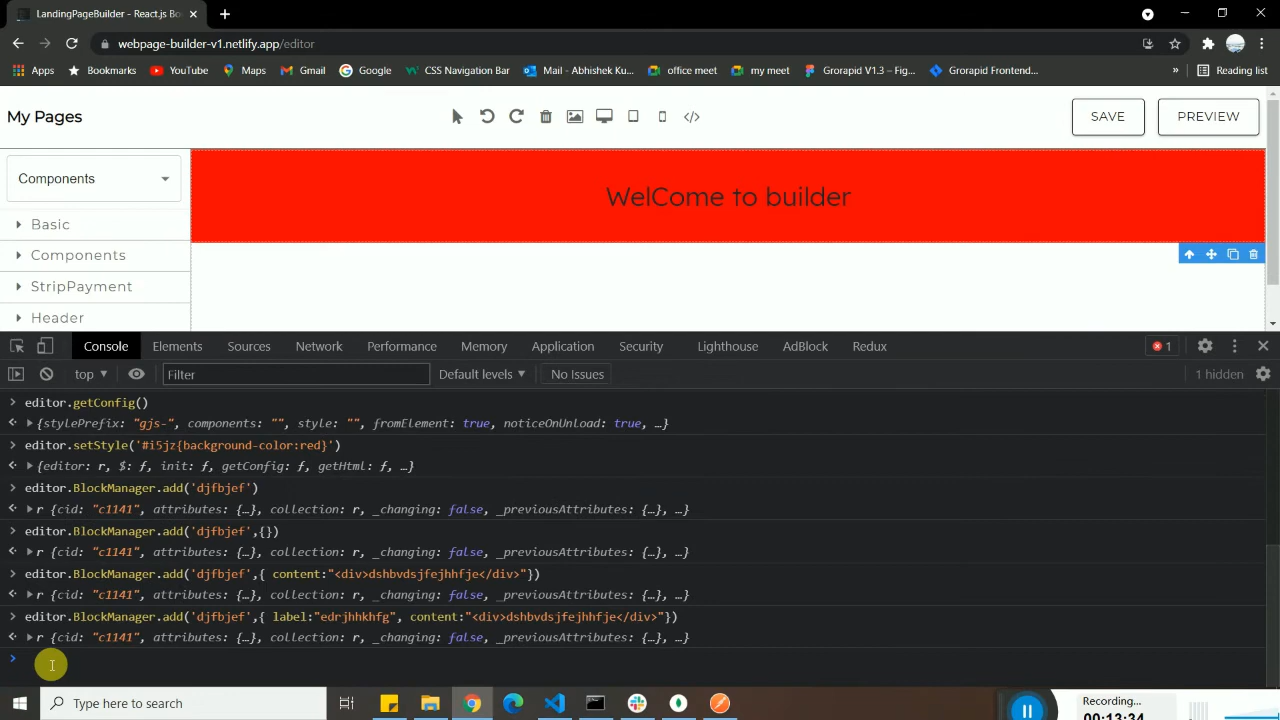 LandingPageBuilder - React.js Bo
webpage-builder-v1.netlify.app/editor
Apps Bookmarks YouTube Maps Gmail Google CSS Navigation Bar Mail - Abhishek Ku... office meet my meet Grorapid V1.3 – Fig... Grorapid Frontend... » Reading list
My Pages
SAVE PREVIEW
Components
WelCome to builder
Basic
Components
StripPayment
Header
Console Elements Sources Network Performance Memory Application Security Lighthouse AdBlock Redux 1
top Filter Default levels No Issues 1 hidden
> editor.getConfig()
{stylePrefix: "gjs-", components: "", style: "", fromElement: true, noticeOnUnload: true, …}
> editor.setStyle('#i5jz{background-color:red}')
{editor: r, $: ƒ, init: ƒ, getConfig: ƒ, getHtml: ƒ, …}
> editor.BlockManager.add('djfbjef')
r {cid: "c1141", attributes: {…}, collection: r, _changing: false, _previousAttributes: {…}, …}
> editor.BlockManager.add('djfbjef',{})
r {cid: "c1141", attributes: {…}, collection: r, _changing: false, _previousAttributes: {…}, …}
> editor.BlockManager.add('djfbjef',{ content:"<div>dshbvdsjfejhhfje</div>"})
r {cid: "c1141", attributes: {…}, collection: r, _changing: false, _previousAttributes: {…}, …}
> editor.BlockManager.add('djfbjef',{ label:"edrjhhkhfg", content:"<div>dshbvdsjfejhhfje</div>"})
r {cid: "c1141", attributes: {…}, collection: r, _changing: false, _previousAttributes: {…}, …}
>
Type here to search
Recording...
00:13:34